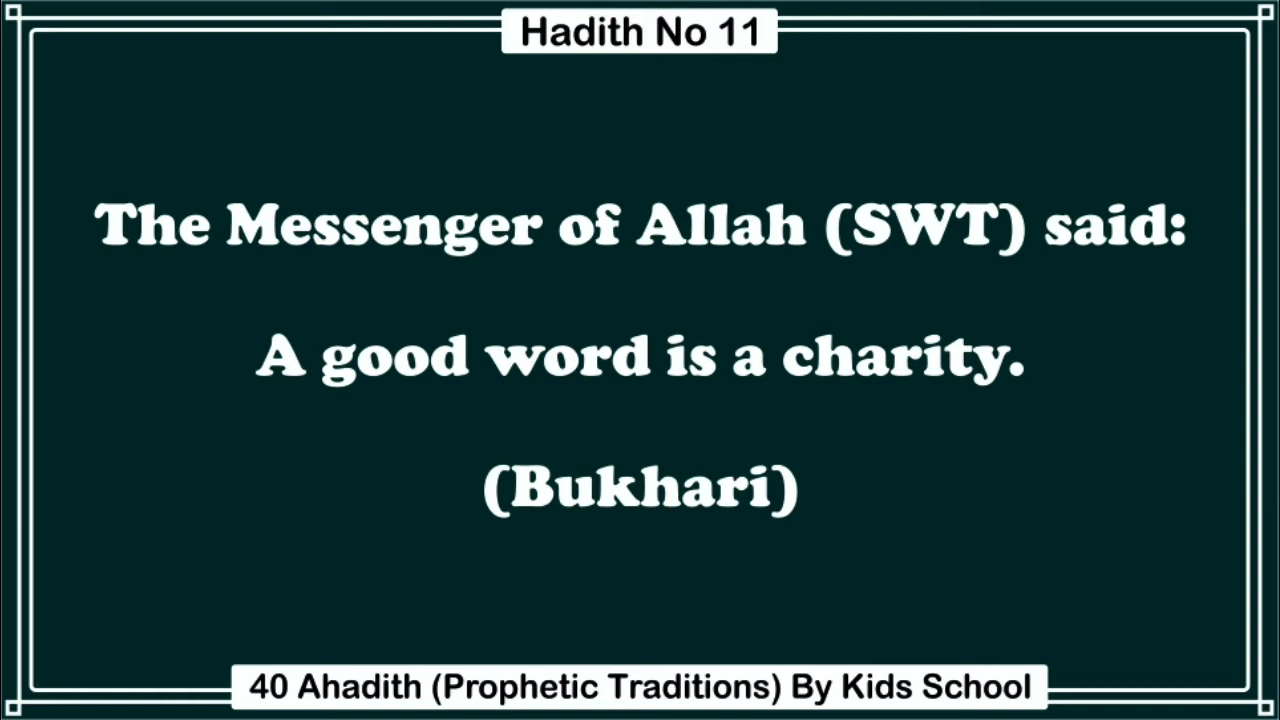 Hadith No 11
The Messenger of Allah (SWT) said:
A good word is a charity.
(Bukhari)
40 Ahadith (Prophetic Traditions) By Kids School